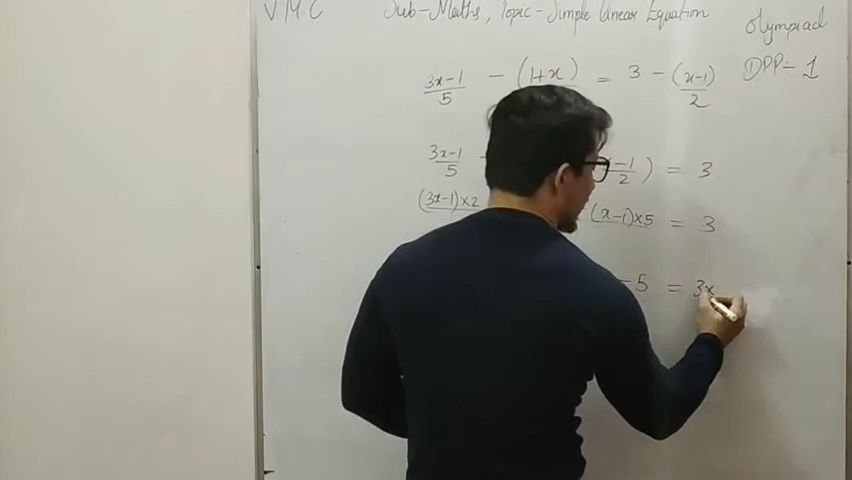 VMC Sub-Maths, Topic-Simple linear Equation Olympiad
DPP-1
3x-1/5 - (1+x) = 3 - (x-1)/2
3x-1/5 - -1/2) = 3
(3x-1)×2 (x-1)×5 = 3
-5 = 3x